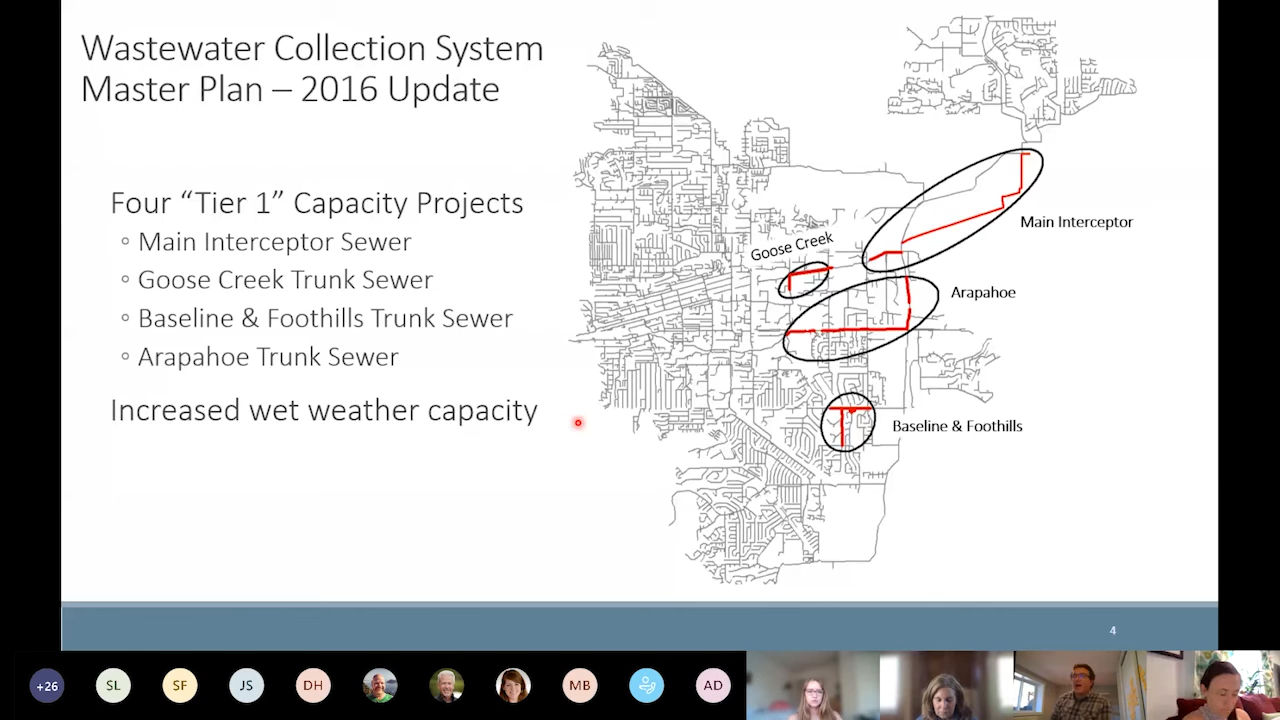 Wastewater Collection System
Master Plan – 2016 Update
Four “Tier 1” Capacity Projects
◦ Main Interceptor Sewer
◦ Goose Creek Trunk Sewer
◦ Baseline & Foothills Trunk Sewer
◦ Arapahoe Trunk Sewer
Increased wet weather capacity
Main Interceptor
Goose Creek
Arapahoe
Baseline & Foothills
4
+26
SL
SF
JS
DH
MB
AD